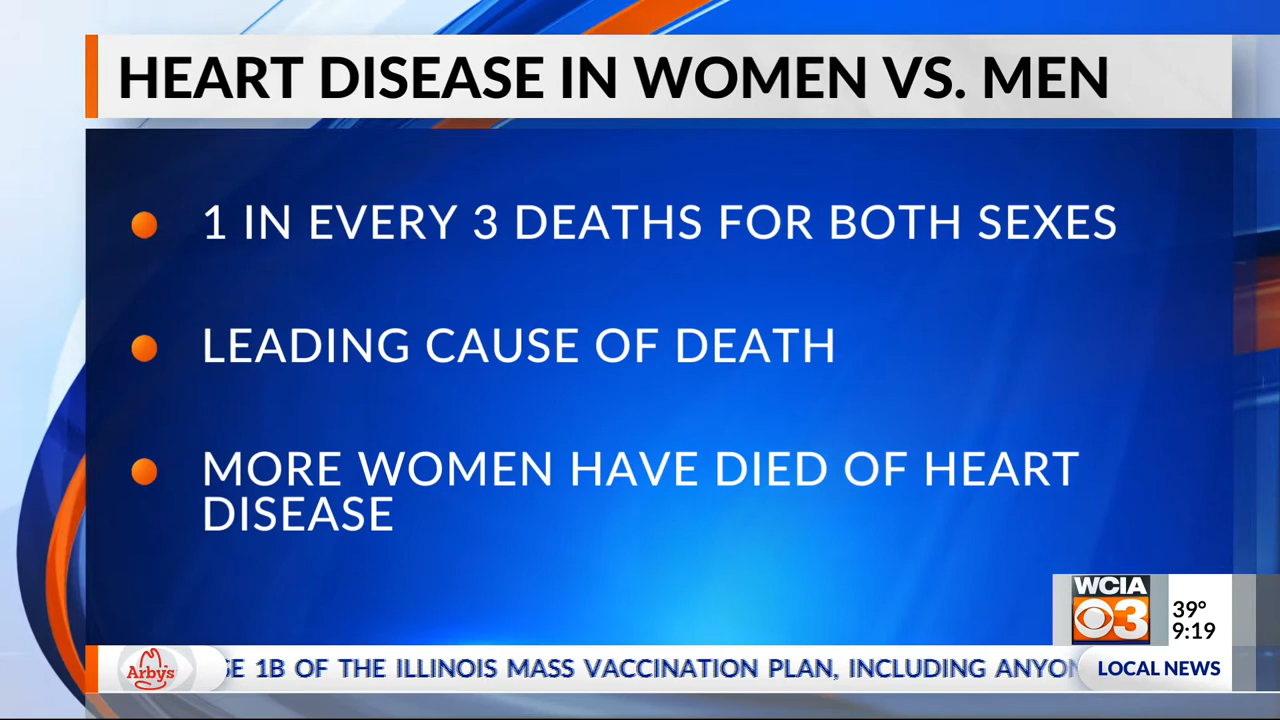 HEART DISEASE IN WOMEN VS. MEN
1 IN EVERY 3 DEATHS FOR BOTH SEXES
LEADING CAUSE OF DEATH
MORE WOMEN HAVE DIED OF HEART
DISEASE
WCIA
3
39°
9:19
Arby's
SE 1B OF THE ILLINOIS MASS VACCINATION PLAN, INCLUDING ANYON
LOCAL NEWS